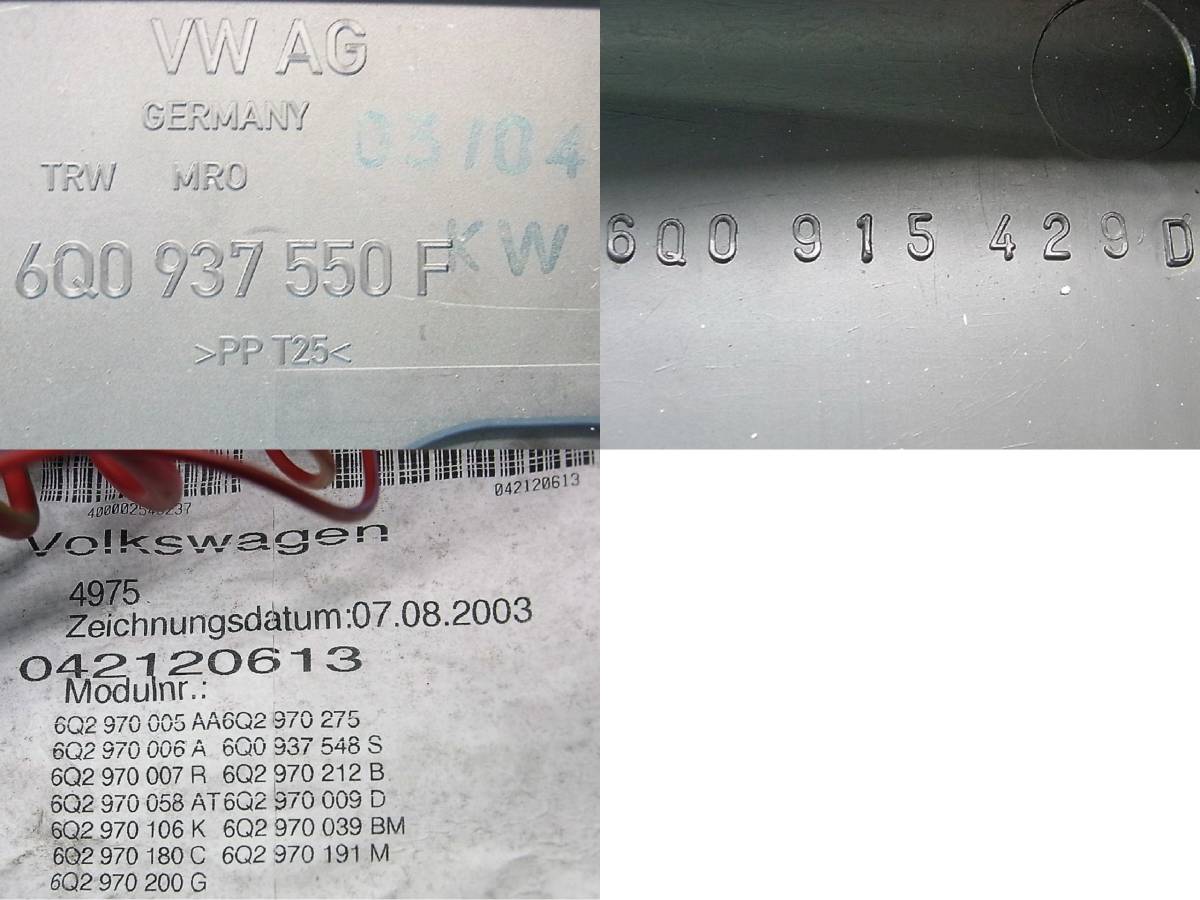 VW AG
GERMANY
03/04
TRW MRO
6Q0 937 550 F
KW
>PP T25<
6Q0 915 429 D
042120613
Volkswagen
4975
Zeichnungsdatum:07.08.2003
042120613
Modulnr.:
6Q2 970 005 AA6Q2 970 275
6Q2 970 006 A 6Q0 937 548 S
6Q2 970 007 R 6Q2 970 212 B
6Q2 970 058 AT6Q2 970 009 D
6Q2 970 106 K 6Q2 970 039 BM
6Q2 970 180 C 6Q2 970 191 M
6Q2 970 200 G